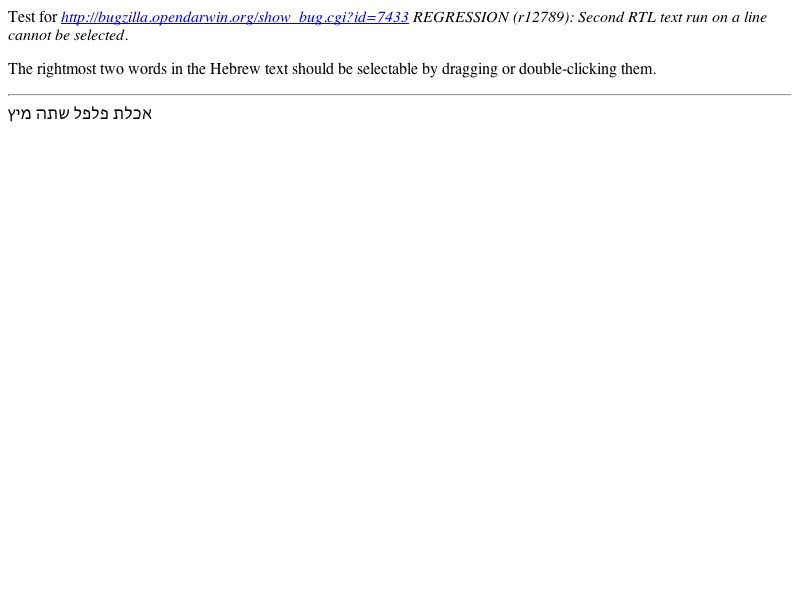 Test for http://bugzilla.opendarwin.org/show_bug.cgi?id=7433 REGRESSION (r12789): Second RTL text run on a line
cannot be selected.
The rightmost two words in the Hebrew text should be selectable by dragging or double-clicking them.
אכלת פלפל שתה מיץ